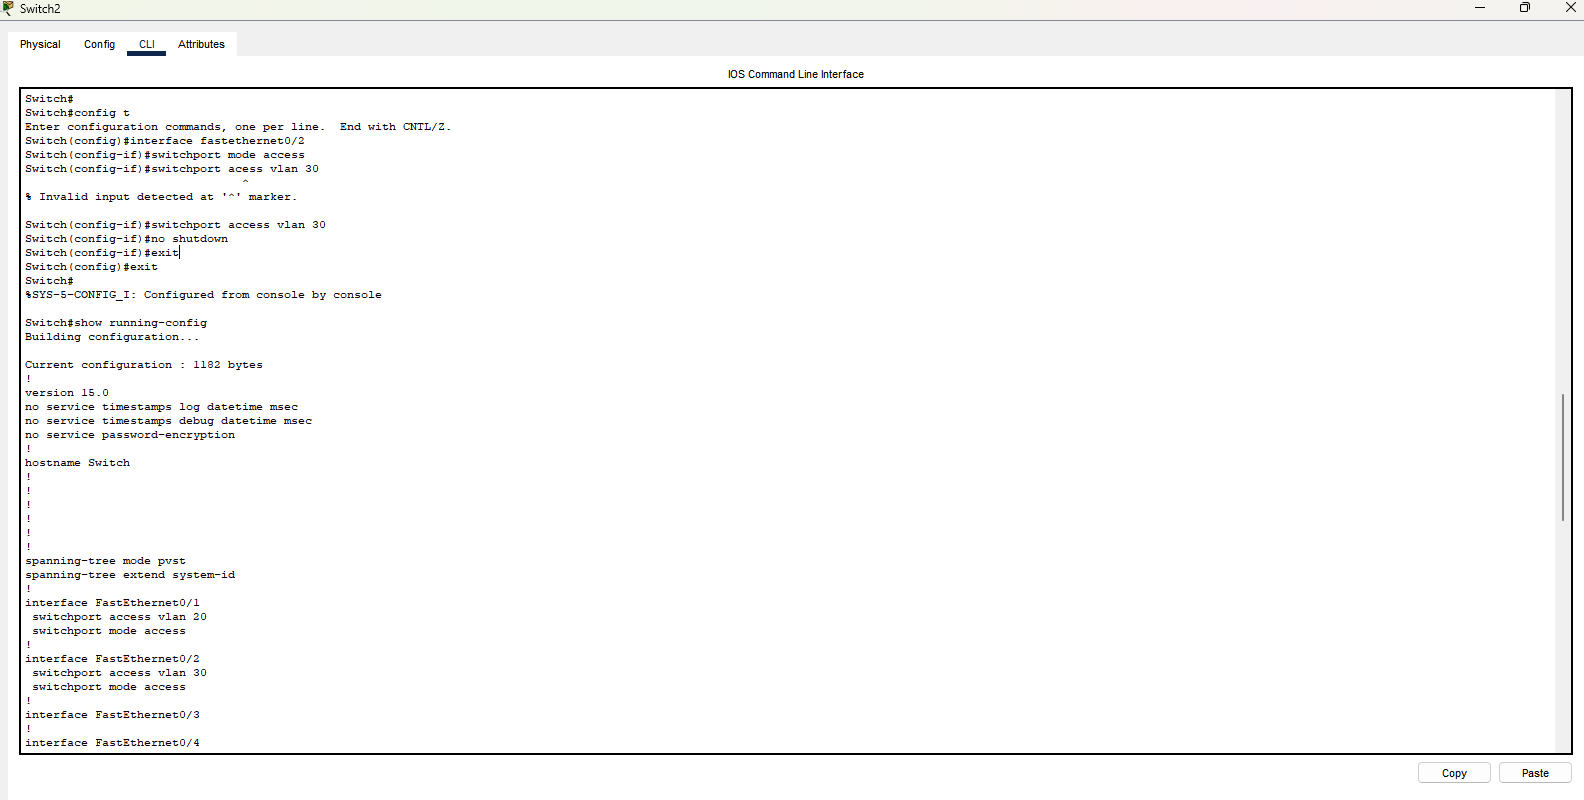 Switch2
Physical Config CLI Attributes
IOS Command Line Interface
Switch#
Switch#config t
Enter configuration commands, one per line.  End with CNTL/Z.
Switch(config)#interface fastethernet0/2
Switch(config-if)#switchport mode access
Switch(config-if)#switchport acess vlan 30
^
% Invalid input detected at '^' marker.
Switch(config-if)#switchport access vlan 30
Switch(config-if)#no shutdown
Switch(config-if)#exit
Switch(config)#exit
Switch#
%SYS-5-CONFIG_I: Configured from console by console
Switch#show running-config
Building configuration...
Current configuration : 1182 bytes
!
version 15.0
no service timestamps log datetime msec
no service timestamps debug datetime msec
no service password-encryption
!
hostname Switch
!
!
!
!
!
!
spanning-tree mode pvst
spanning-tree extend system-id
!
interface FastEthernet0/1
switchport access vlan 20
switchport mode access
!
interface FastEthernet0/2
switchport access vlan 30
switchport mode access
!
interface FastEthernet0/3
!
interface FastEthernet0/4
Copy Paste